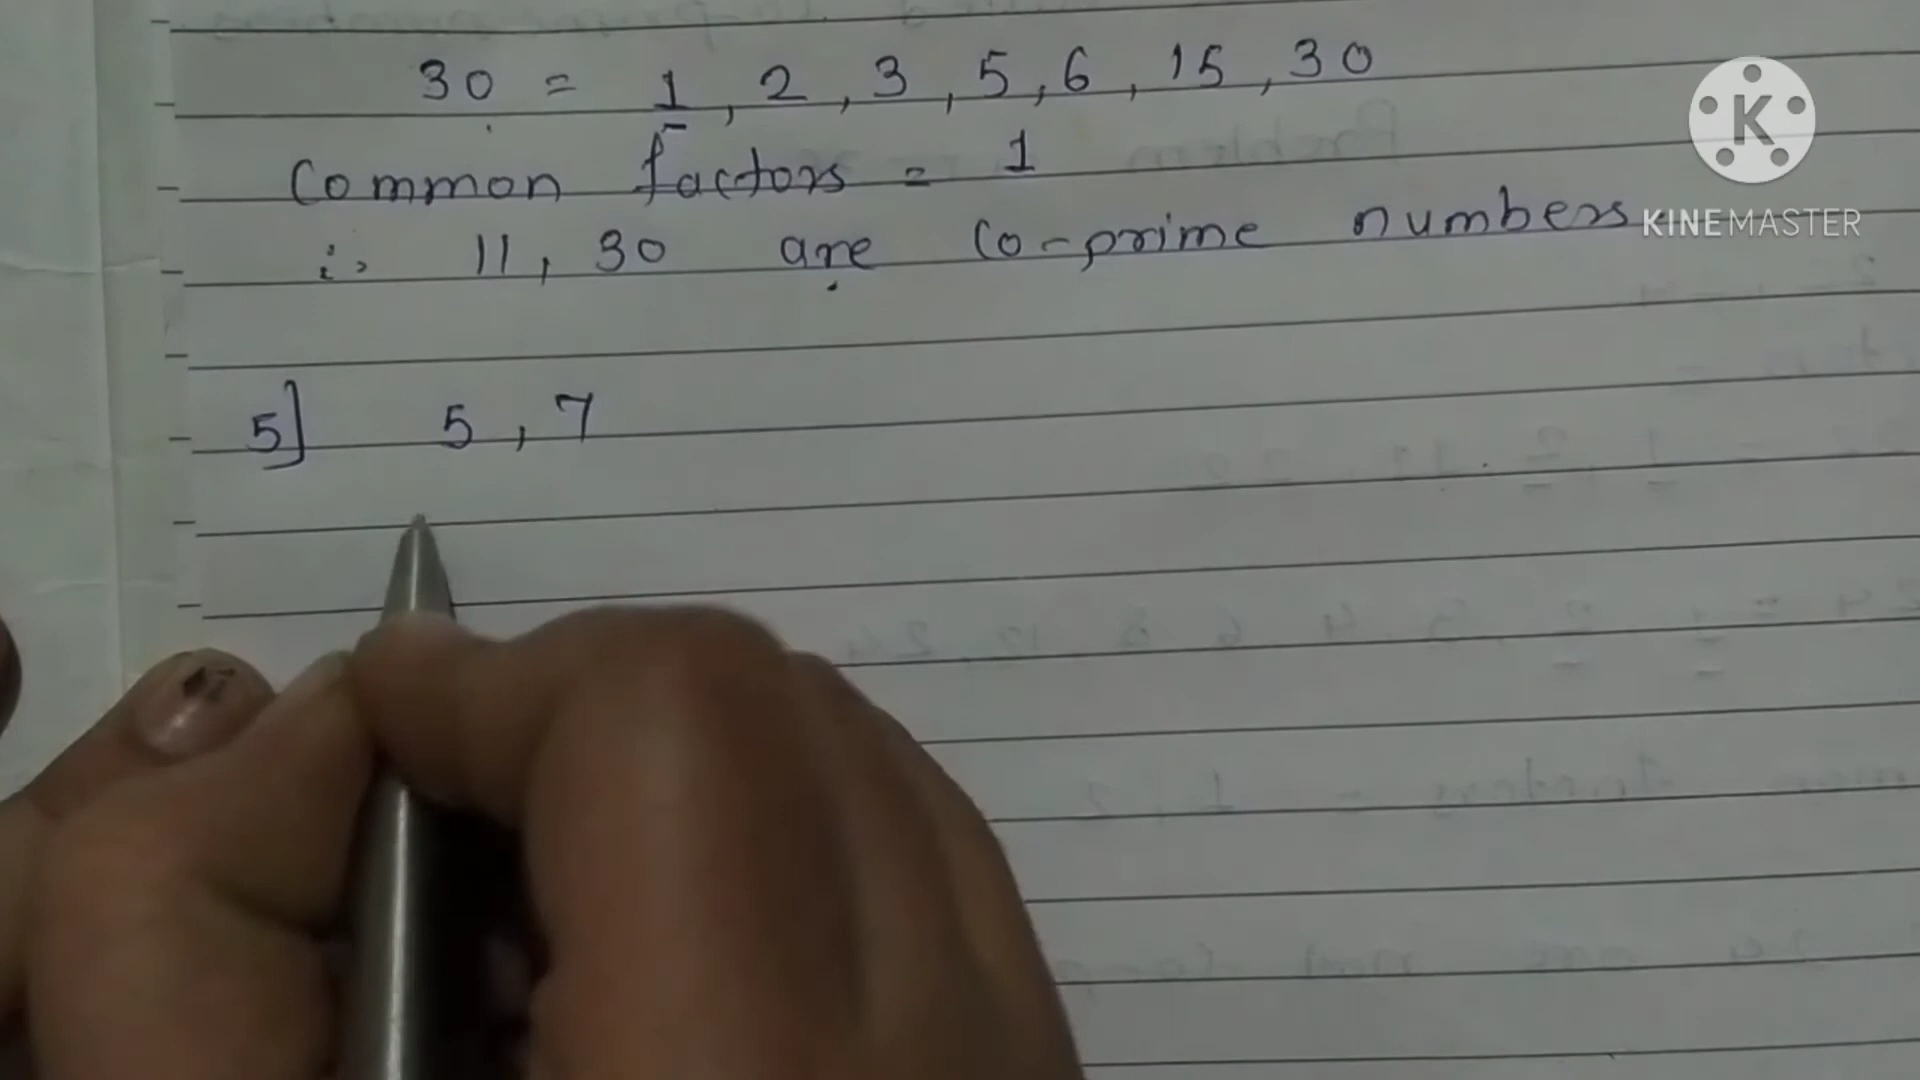 30 = 1, 2, 3, 5, 6, 15, 30
Common factors = 1
11, 30 are co-prime numbers
5] 5, 7
K
KINEMASTER